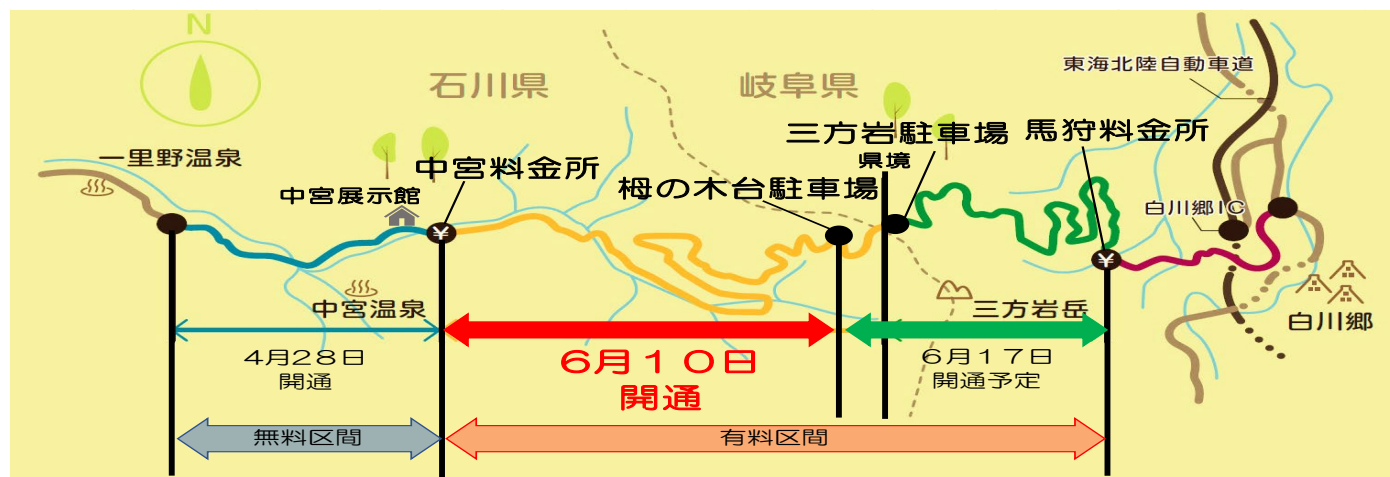 N
石川県
岐阜県
東海北陸自動車道
三方岩駐車場
馬狩料金所
県境
一里野温泉
中宮料金所
中宮展示館
栂の木台駐車場
白川郷IC
¥
¥
中宮温泉
三方岩岳
白川郷
4月28日
開通
6月10日
開通
6月17日
開通予定
無料区間
有料区間